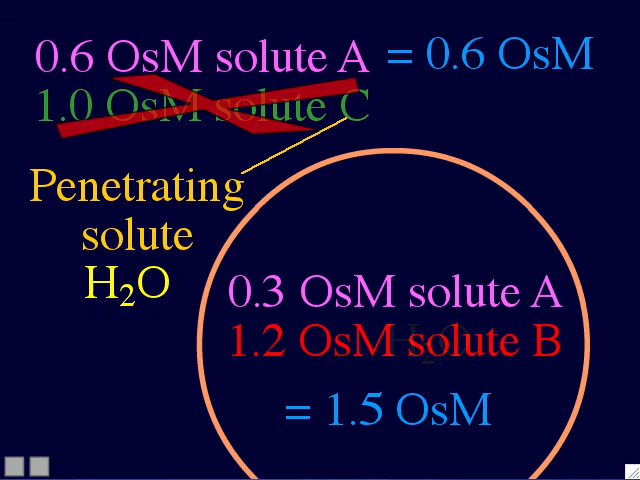 0.6 OsM solute A = 0.6 OsM
1.0 OsM solute C
Penetrating
solute
H₂O
0.3 OsM solute A
1.2 OsM solute B
H₂O
= 1.5 OsM